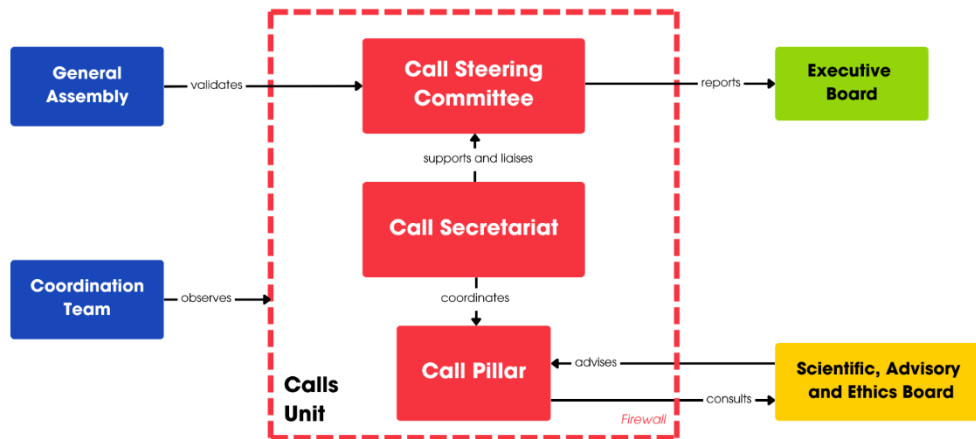 General
Assembly
validates
Call Steering
Committee
reports
Executive
Board
supports and liaises
Call Secretariat
Coordination
Team
observes
coordinates
Call Pillar
advises
consults
Scientific, Advisory
and Ethics Board
Calls
Unit
Firewall